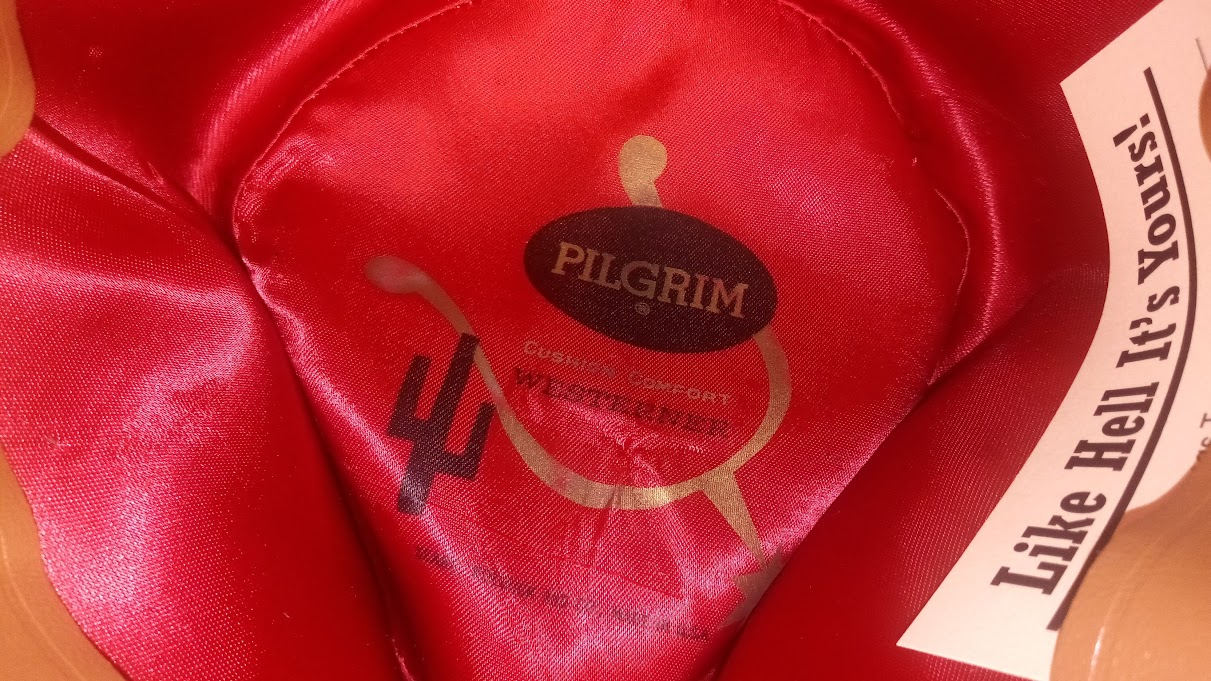 PILGRIM
®
CUSHION COMFORT
WESTERNER
Like Hell It's Yours!